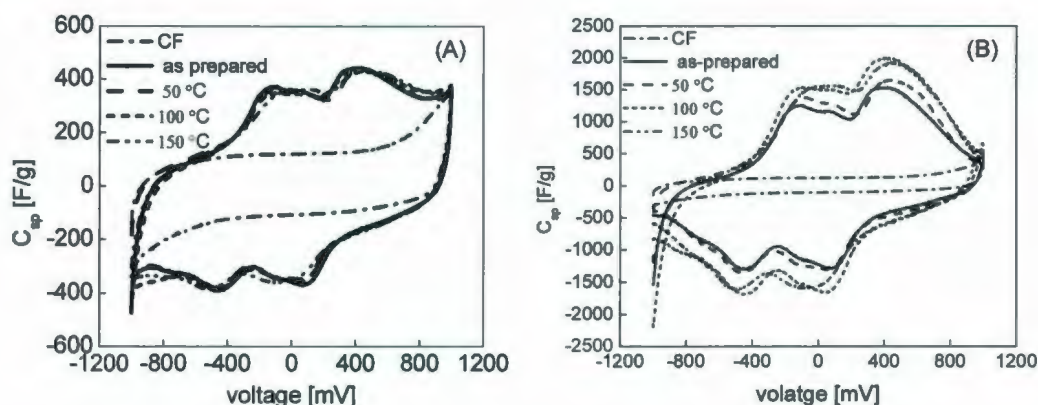 600
400
200
0
-200
-400
-600
C_sp [F/g]
CF
as prepared
50 °C
100 °C
150 °C
(A)
-1200 -800 -400 0 400 800 1200
voltage [mV]
2500
2000
1500
1000
500
0
-500
-1000
-1500
-2000
-2500
C_sp [F/g]
CF
as-prepared
50 °C
100 °C
150 °C
(B)
-1200 -800 -400 0 400 800 1200
volatge [mV]